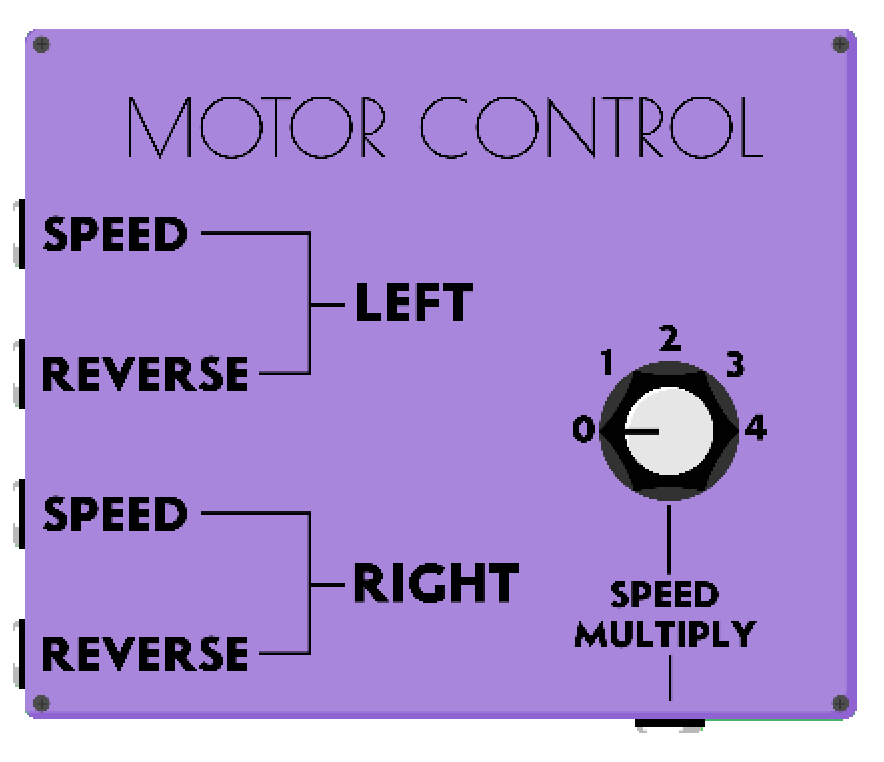 MOTOR CONTROL
SPEED
LEFT
REVERSE
SPEED
RIGHT
REVERSE
0 1 2 3 4
SPEED
MULTIPLY